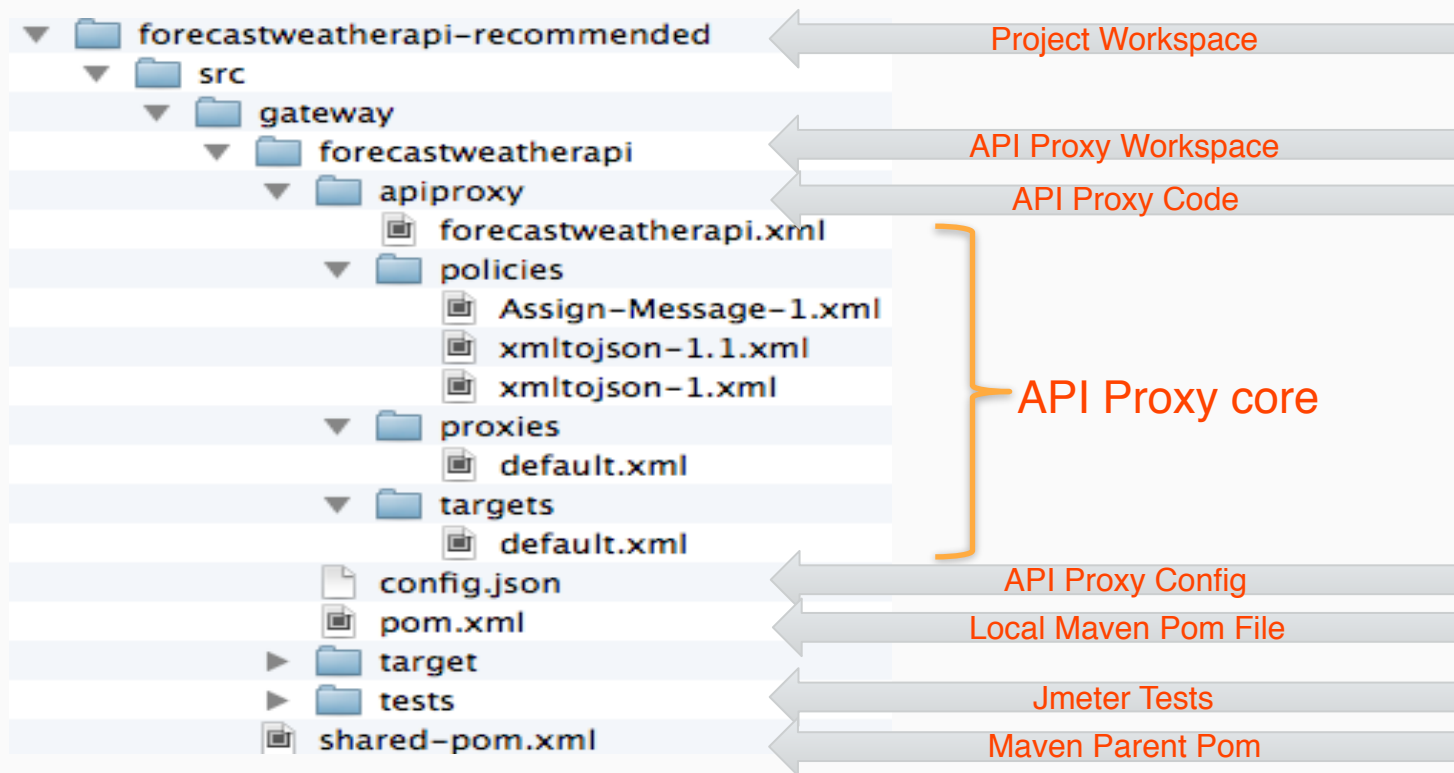 forecastweatherapi-recommended Project Workspace
src
gateway
forecastweatherapi API Proxy Workspace
apiproxy API Proxy Code
forecastweatherapi.xml
policies
Assign-Message-1.xml
xmltojson-1.1.xml
xmltojson-1.xml API Proxy core
proxies
default.xml
targets
default.xml
config.json API Proxy Config
pom.xml Local Maven Pom File
target
tests Jmeter Tests
shared-pom.xml Maven Parent Pom